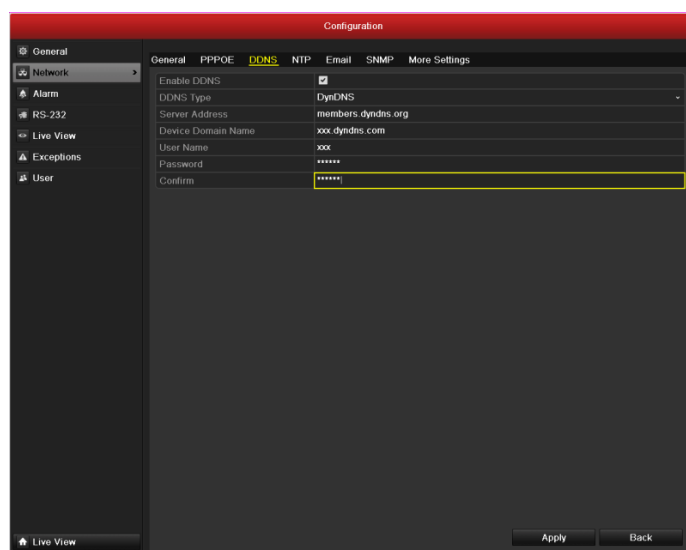 Configuration
General
Network >
Alarm
RS-232
Live View
Exceptions
User
General PPPOE DDNS NTP Email SNMP More Settings
Enable DDNS
DDNS Type DynDNS
Server Address members.dyndns.org
Device Domain Name xxx.dyndns.com
User Name xxx
Password ******
Confirm ******
Live View
Apply Back